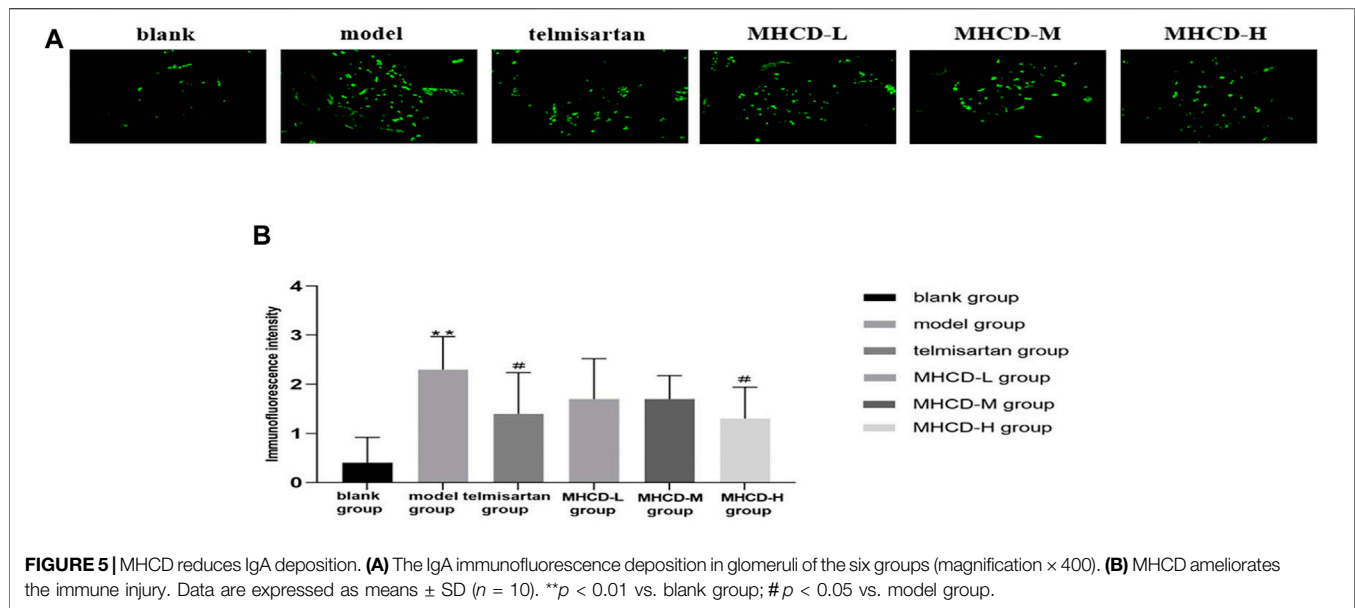 A
blank model telmisartan MHCD-L MHCD-M MHCD-H
B
Immunofluorescence intensity
4
3
2
1
0
**
#
#
blank group
model group
telmisartan group
MHCD-L group
MHCD-M group
MHCD-H group
blank group
model group
telmisartan group
MHCD-L group
MHCD-M group
MHCD-H group
FIGURE 5 | MHCD reduces IgA deposition. (A) The IgA immunofluorescence deposition in glomeruli of the six groups (magnification × 400). (B) MHCD ameliorates
the immune injury. Data are expressed as means ± SD (n = 10). **p < 0.01 vs. blank group; # p < 0.05 vs. model group.